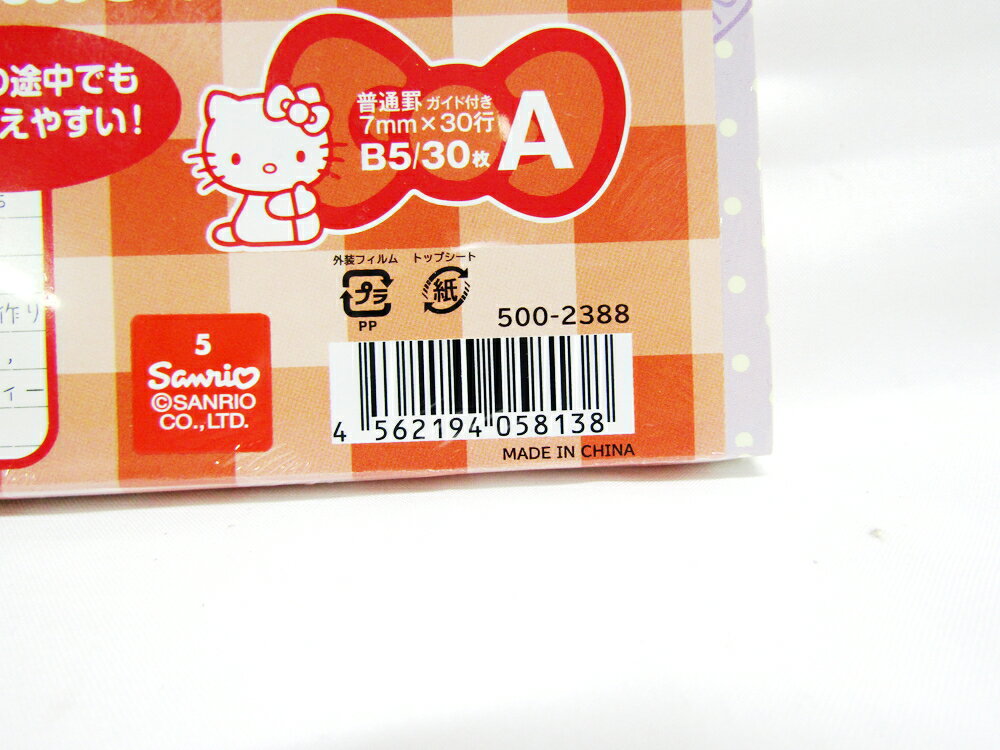 の途中でも
えやすい!
普通罫 ガイド付き
7mm×30行
B5/30枚
A
外装フィルム
プラ
PP
トップシート
紙
作り
,
ィー
5
Sanrio
©SANRIO
CO.,LTD.
500-2388
4 562194 058138
MADE IN CHINA